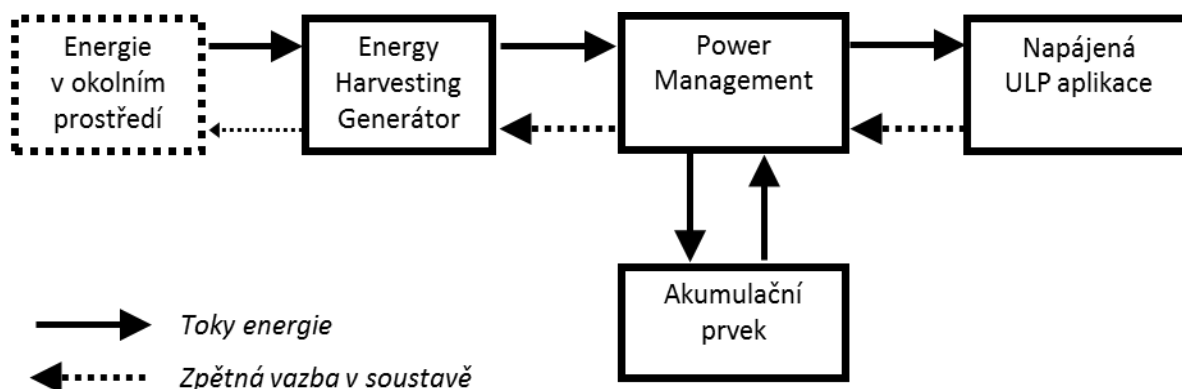 Energie
v okolním
prostředí
Energy
Harvesting
Generátor
Power
Management
Napájená
ULP aplikace
Akumulační
prvek
Toky energie
Zpětná vazba v soustavě